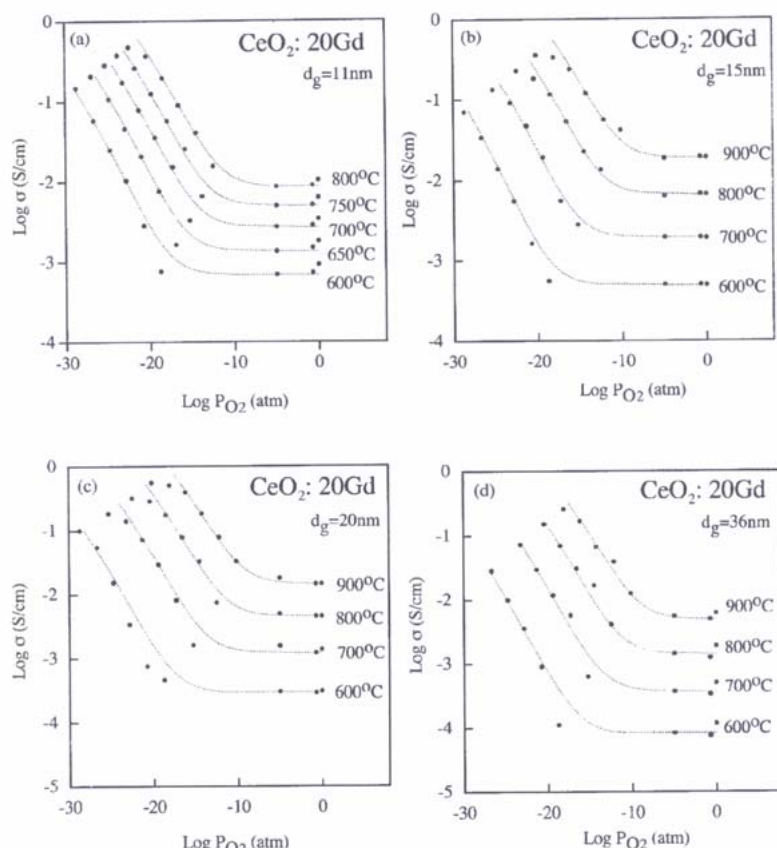 (a)
CeO2: 20Gd
dg=11nm
0
-1
-2
-3
-4
Log σ (S/cm)
800°C
750°C
700°C
650°C
600°C
-30
-20
-10
0
Log PO2 (atm)
(b)
CeO2: 20Gd
dg=15nm
0
-1
-2
-3
-4
Log σ (S/cm)
900°C
800°C
700°C
600°C
-30
-20
-10
0
Log PO2 (atm)
(c)
CeO2: 20Gd
dg=20nm
0
-1
-2
-3
-4
-5
Log σ (S/cm)
900°C
800°C
700°C
600°C
-30
-20
-10
0
Log PO2 (atm)
(d)
CeO2: 20Gd
dg=36nm
0
-1
-2
-3
-4
-5
Log σ (S/cm)
900°C
800°C
700°C
600°C
-30
-20
-10
0
Log PO2 (atm)